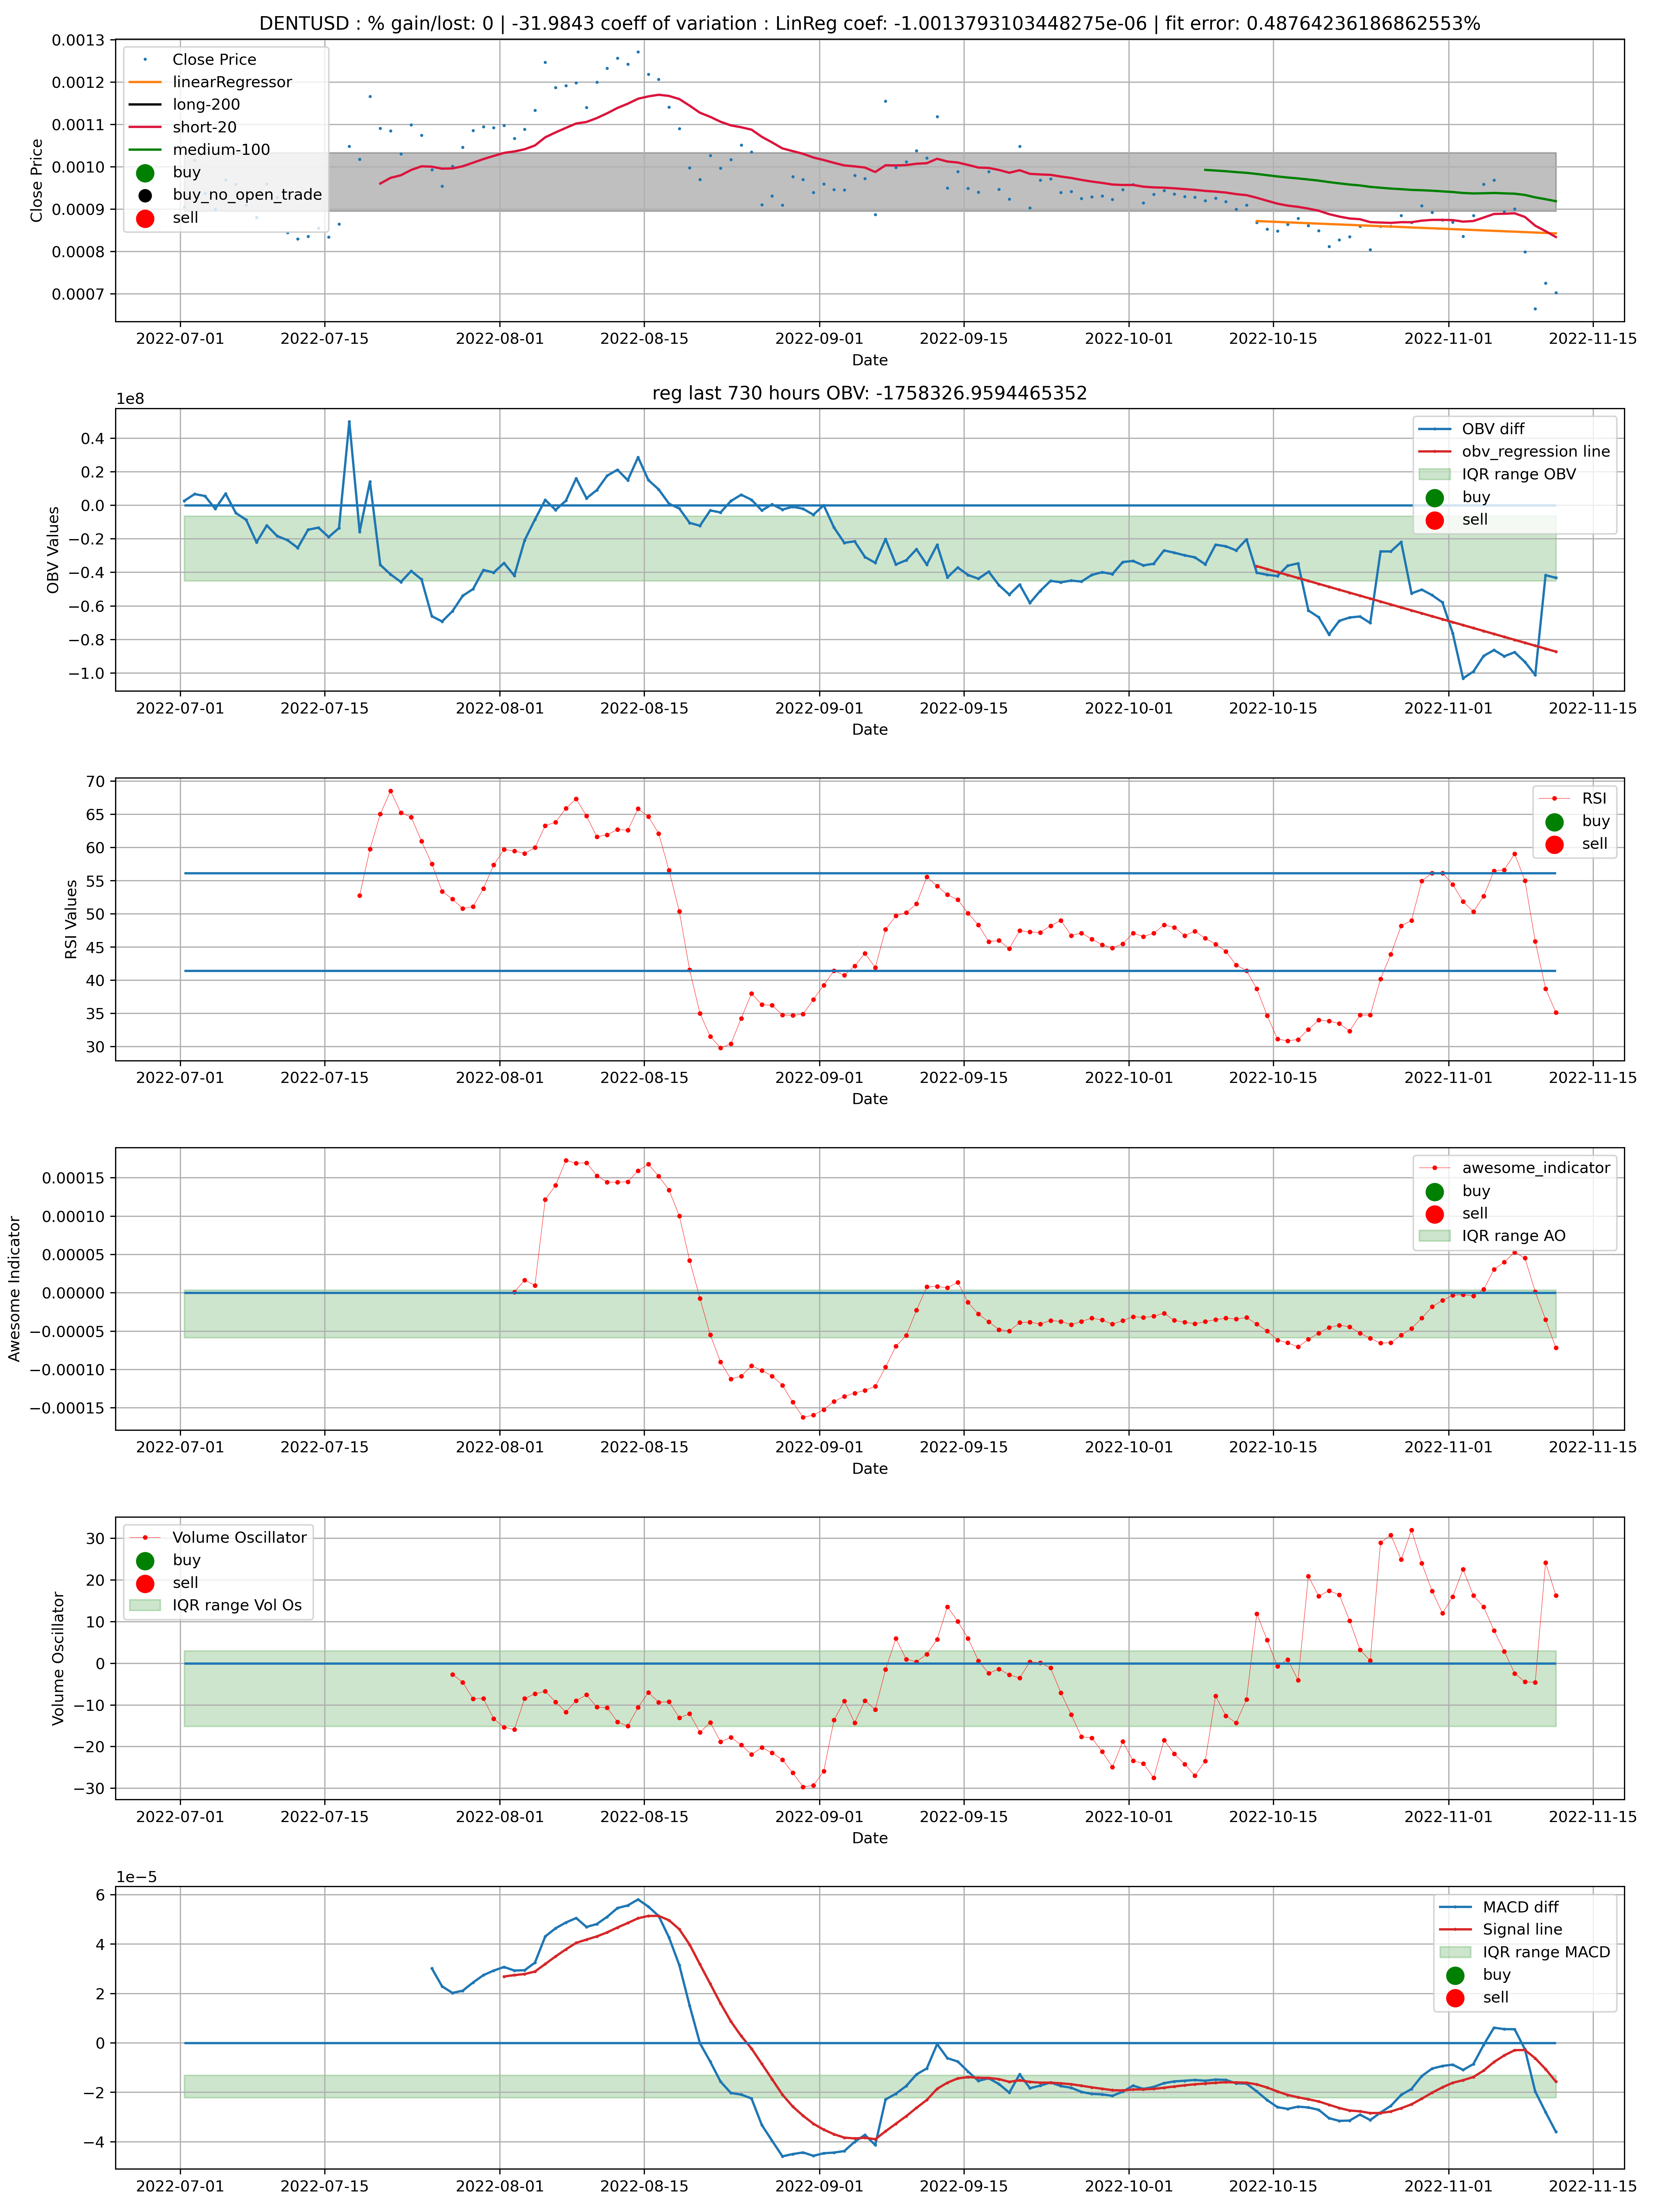 DENTUSD : % gain/lost: 0 | -31.9843 coeff of variation : LinReg coef: -1.0013793103448275e-06 | fit error: 0.48764236186862553%
Close Price
0.0013
0.0012
0.0011
0.0010
0.0009
0.0008
0.0007
Close Price
linearRegressor
long-200
short-20
medium-100
buy
buy_no_open_trade
sell
2022-07-01 2022-07-15 2022-08-01 2022-08-15 2022-09-01 2022-09-15 2022-10-01 2022-10-15 2022-11-01 2022-11-15
Date
reg last 730 hours OBV: -1758326.9594465352
1e8
OBV Values
0.4
0.2
0.0
−0.2
−0.4
−0.6
−0.8
−1.0
OBV diff
obv_regression line
IQR range OBV
buy
sell
2022-07-01 2022-07-15 2022-08-01 2022-08-15 2022-09-01 2022-09-15 2022-10-01 2022-10-15 2022-11-01 2022-11-15
Date
RSI Values
70
65
60
55
50
45
40
35
30
RSI
buy
sell
2022-07-01 2022-07-15 2022-08-01 2022-08-15 2022-09-01 2022-09-15 2022-10-01 2022-10-15 2022-11-01 2022-11-15
Date
Awesome Indicator
0.00015
0.00010
0.00005
0.00000
−0.00005
−0.00010
−0.00015
awesome_indicator
buy
sell
IQR range AO
2022-07-01 2022-07-15 2022-08-01 2022-08-15 2022-09-01 2022-09-15 2022-10-01 2022-10-15 2022-11-01 2022-11-15
Date
Volume Oscillator
30
20
10
0
−10
−20
−30
Volume Oscillator
buy
sell
IQR range Vol Os
2022-07-01 2022-07-15 2022-08-01 2022-08-15 2022-09-01 2022-09-15 2022-10-01 2022-10-15 2022-11-01 2022-11-15
Date
1e−5
6
4
2
0
−2
−4
MACD diff
Signal line
IQR range MACD
buy
sell
2022-07-01 2022-07-15 2022-08-01 2022-08-15 2022-09-01 2022-09-15 2022-10-01 2022-10-15 2022-11-01 2022-11-15